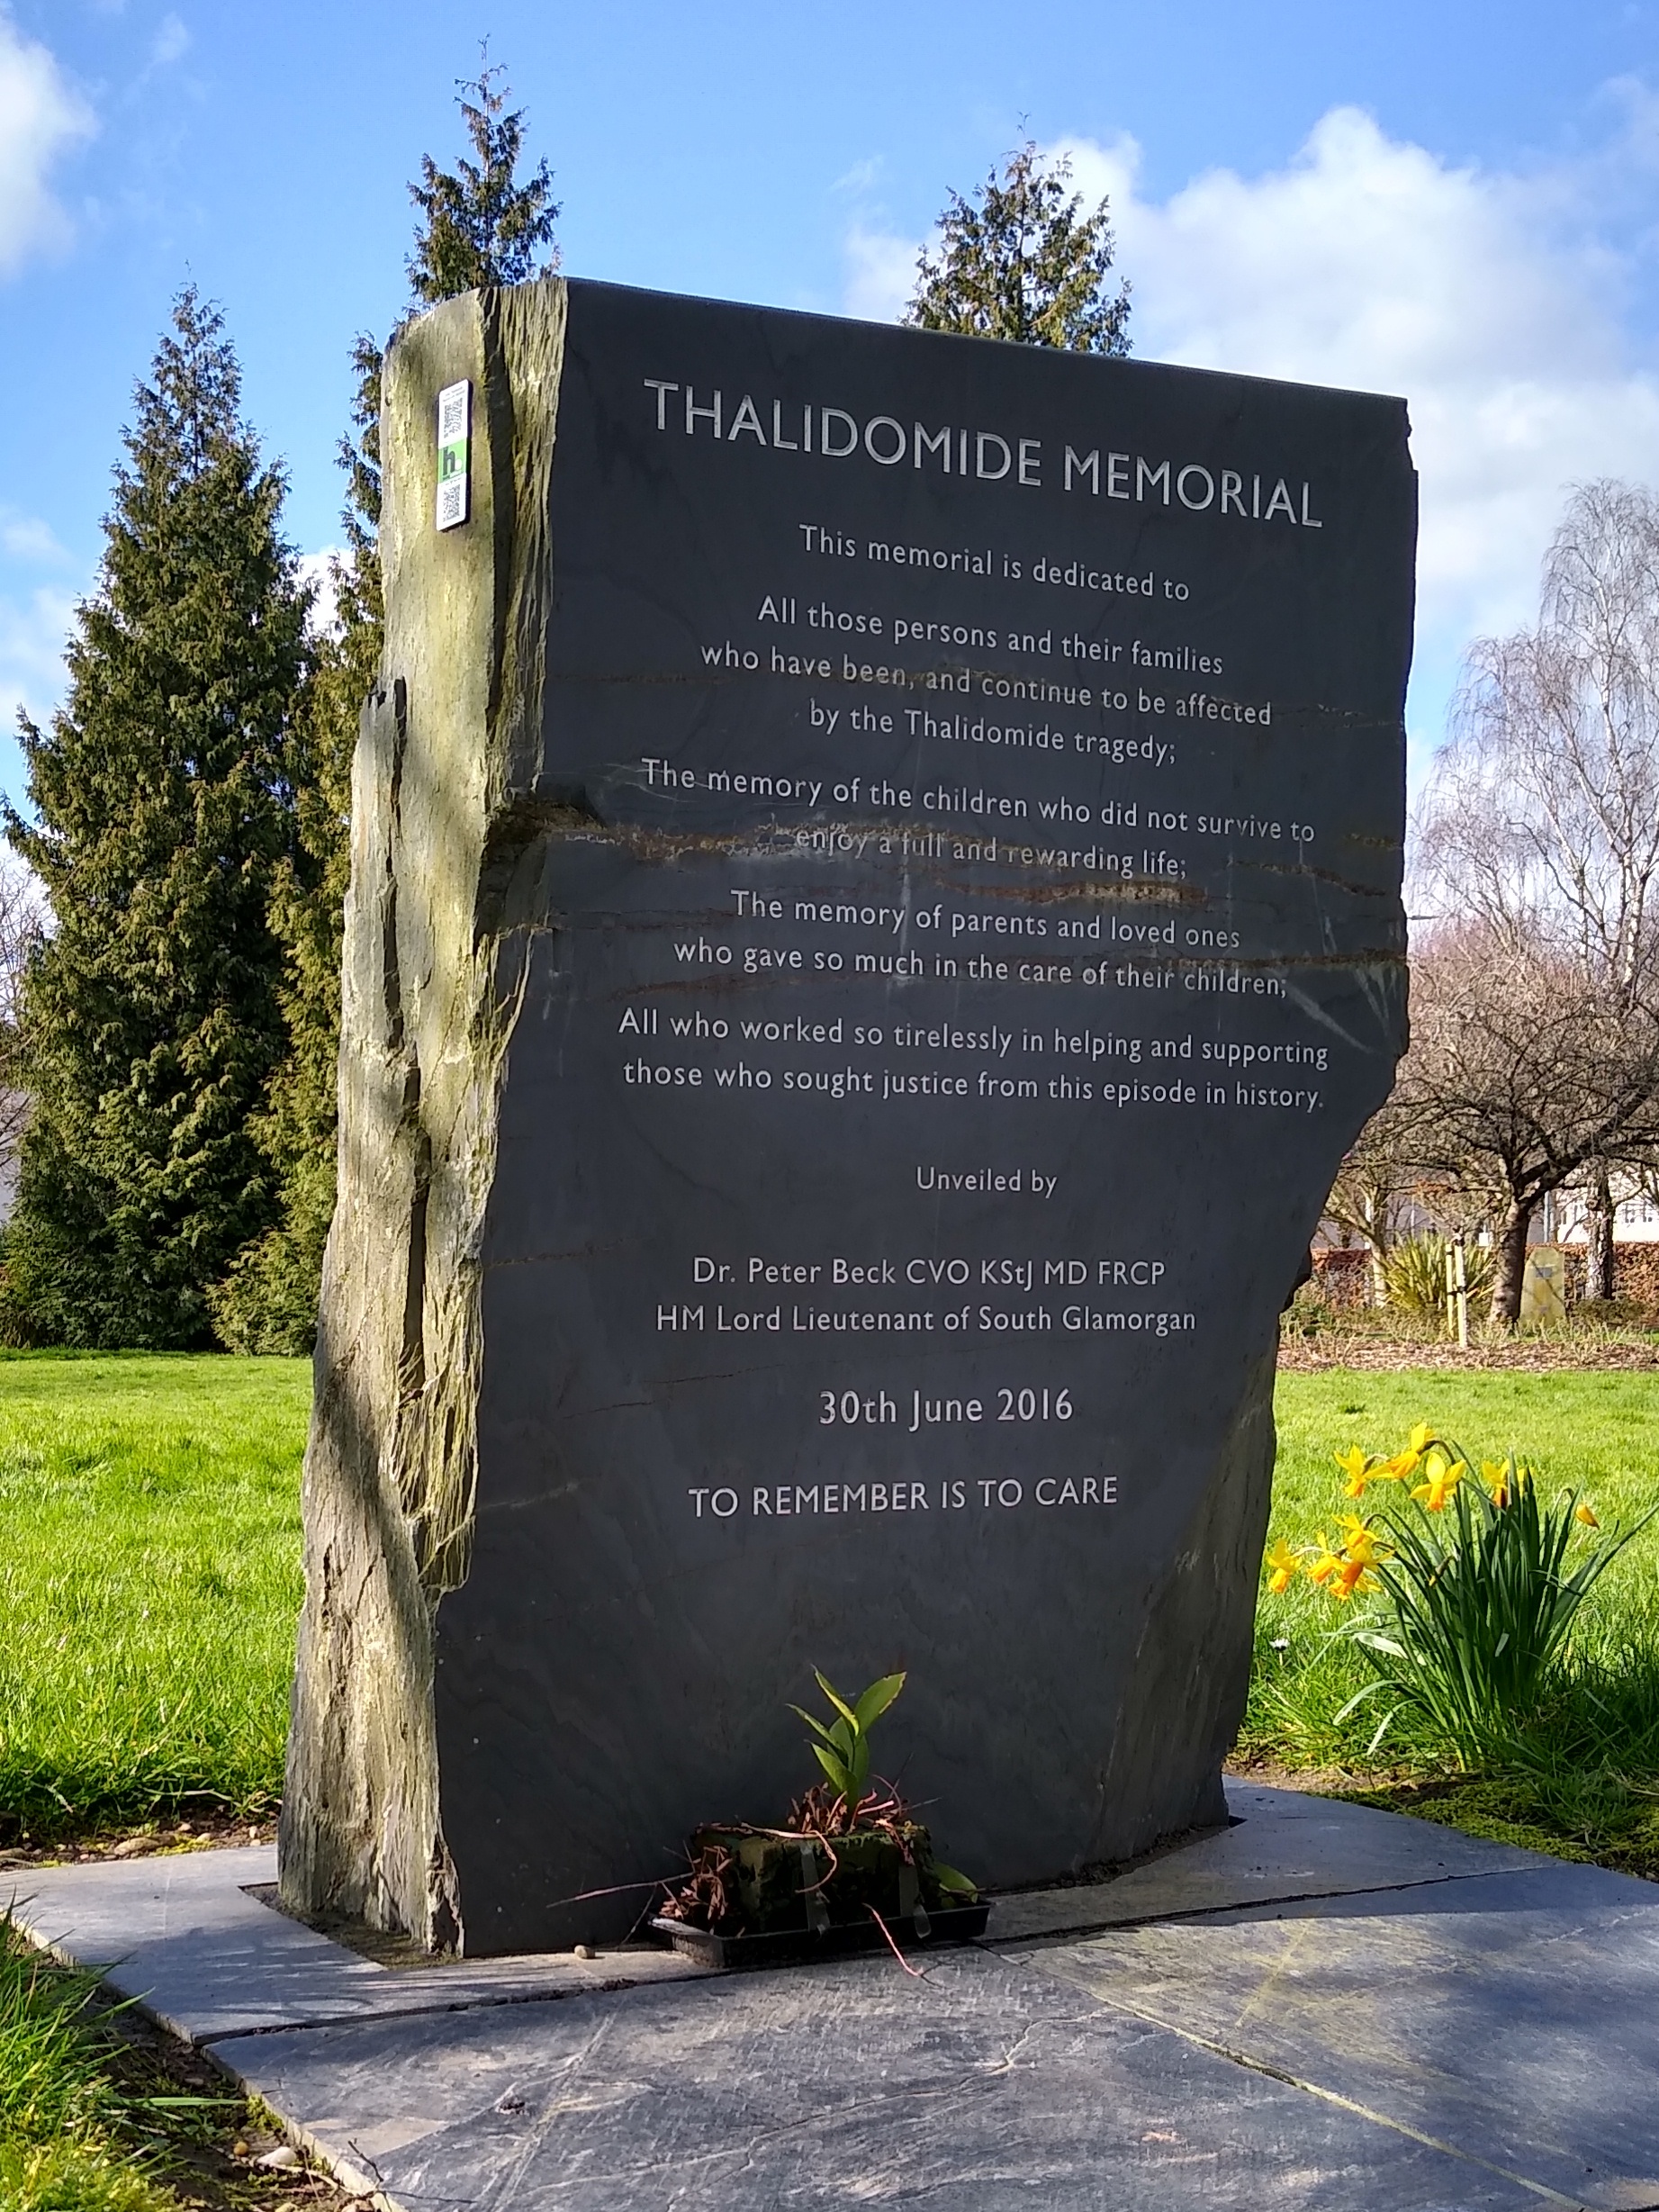 THALIDOMIDE MEMORIAL
This memorial is dedicated to
All those persons and their families
who have been, and continue to be affected
by the Thalidomide tragedy;
The memory of the children who did not survive to
enjoy a full and rewarding life;
The memory of parents and loved ones
who gave so much in the care of their children;
All who worked so tirelessly in helping and supporting
those who sought justice from this episode in history.
Unveiled by
Dr. Peter Beck CVO KStJ MD FRCP
HM Lord Lieutenant of South Glamorgan
30th June 2016
TO REMEMBER IS TO CARE
h